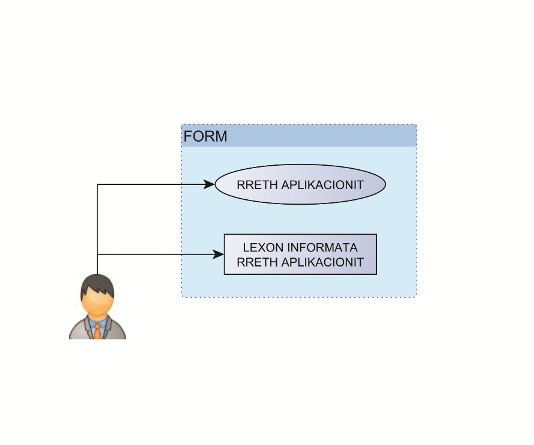 FORM
RRETH APLIKACIONIT
LEXON INFORMATA
RRETH APLIKACIONIT